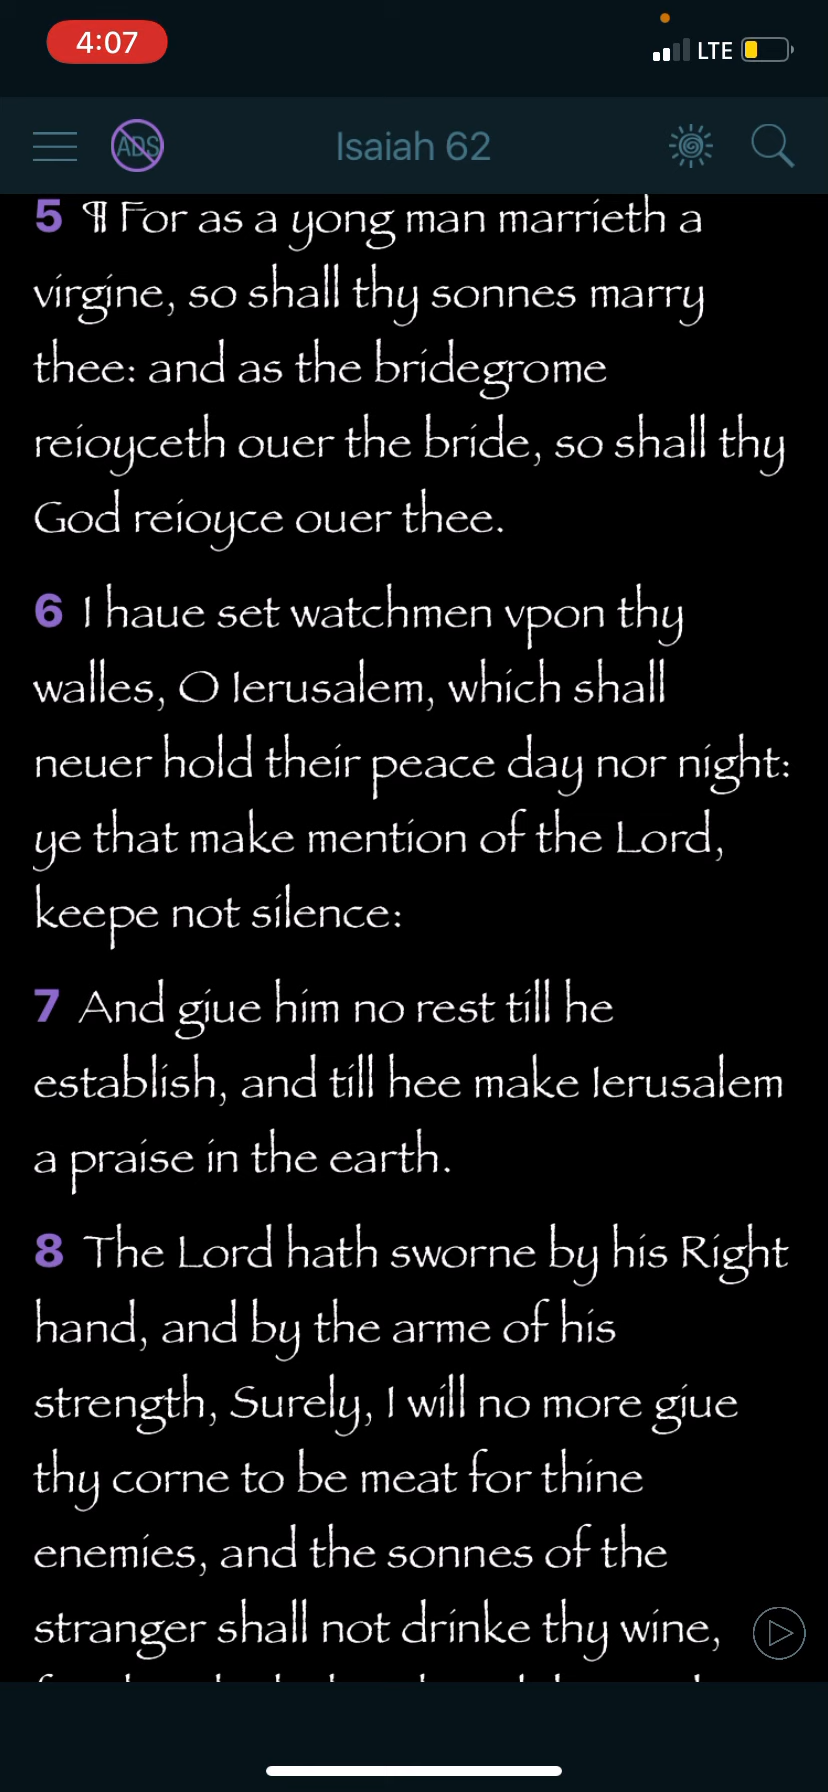 4:07
LTE
ADS
Isaiah 62
5 ¶ For as a yong man marrieth a
virgine, so shall thy sonnes marry
thee: and as the bridegrome
reioyceth ouer the bride, so shall thy
God reioyce ouer thee.
6 I haue set watchmen vpon thy
walles, O Ierusalem, which shall
neuer hold their peace day nor night:
ye that make mention of the Lord,
keepe not silence:
7 And giue him no rest till he
establish, and till hee make Ierusalem
a praise in the earth.
8 The Lord hath sworne by his Right
hand, and by the arme of his
strength, Surely, I will no more giue
thy corne to be meat for thine
enemies, and the sonnes of the
stranger shall not drinke thy wine,